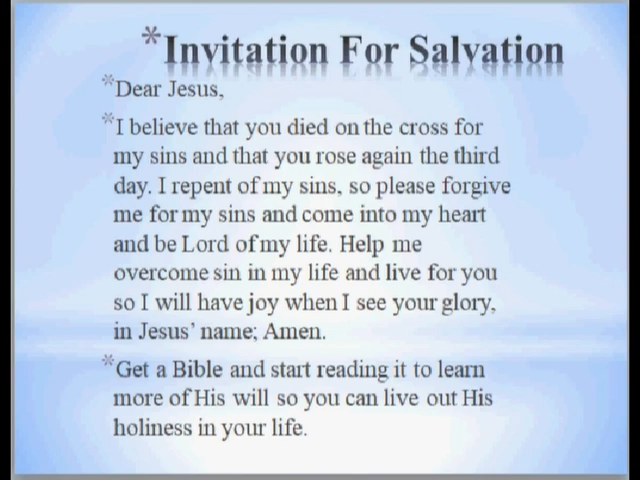 *Invitation For Salvation
*Dear Jesus,
*I believe that you died on the cross for
my sins and that you rose again the third
day. I repent of my sins, so please forgive
me for my sins and come into my heart
and be Lord of my life. Help me
overcome sin in my life and live for you
so I will have joy when I see your glory,
in Jesus' name; Amen.
*Get a Bible and start reading it to learn
more of His will so you can live out His
holiness in your life.